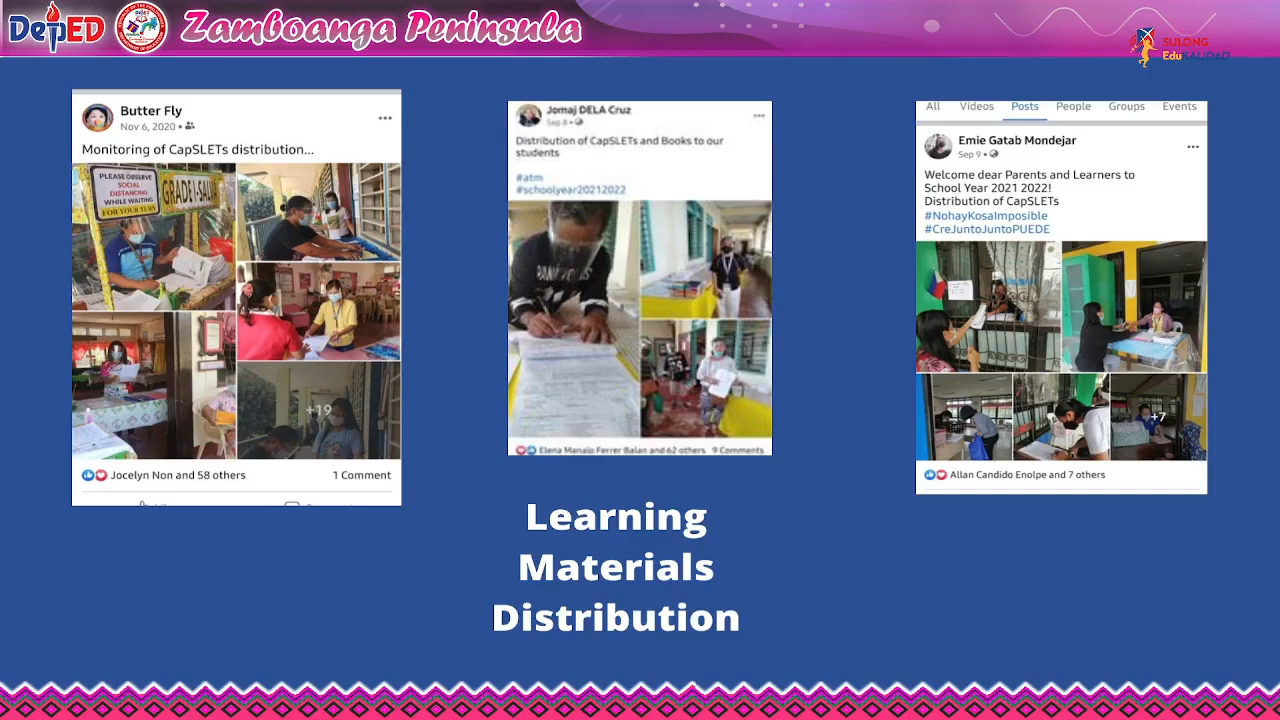 DepED
Zamboanga Peninsula
SULONG
EduKALIDAD
Butter Fly
Nov 6, 2020
Monitoring of CapSLETs distribution...
PLEASE OBSERVE
SOCIAL
DISTANCING
WHILE WAITING
FOR YOUR TURN
+19
Jocelyn Non and 58 others
1 Comment
Jomaj DELA Cruz
Sep 8
Distribution of CapSLETs and Books to our
students
#atm
#schoolyear20212022
Elena Manalo Ferrer Balan and 62 others
9 Comments
All Videos Posts People Groups Events
Emie Gatab Mondejar
Sep 9
Welcome dear Parents and Learners to
School Year 2021 2022!
Distribution of CapSLETs
#NohayKosaImposible
#CreJuntoJuntoPUEDE
+7
Allan Candido Enolpe and 7 others
Learning
Materials
Distribution